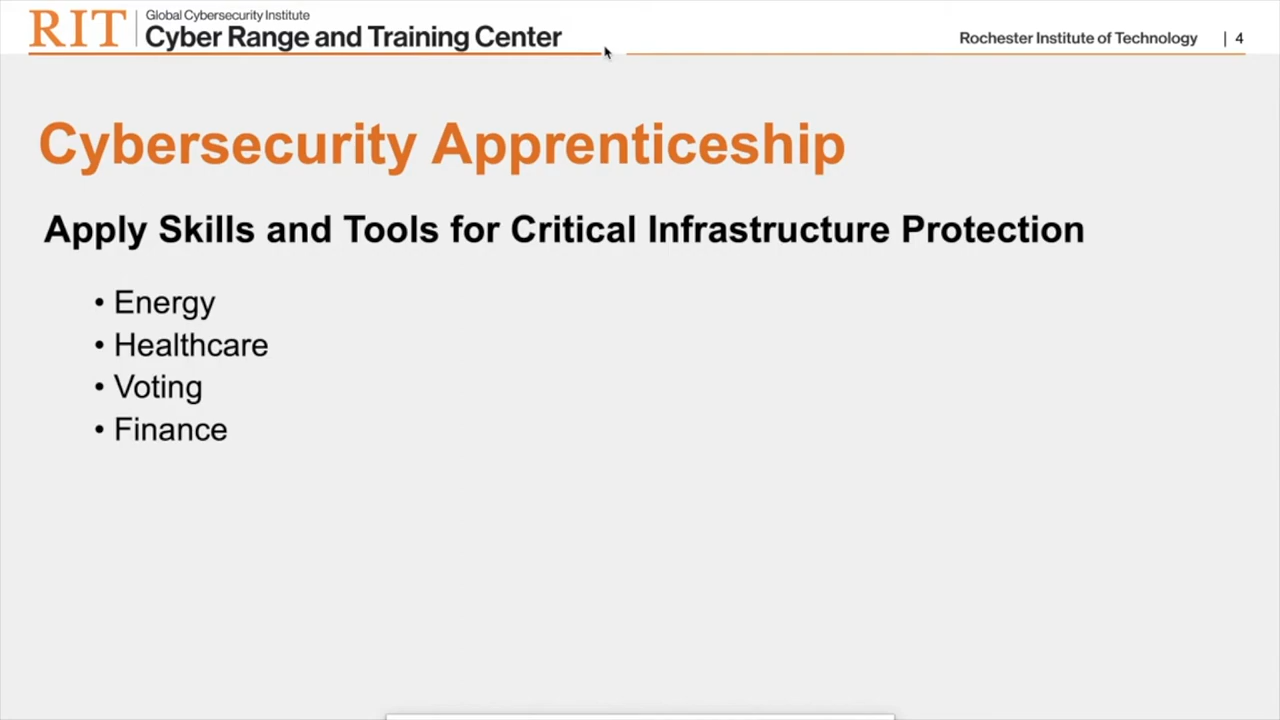 RIT
Global Cybersecurity Institute
Cyber Range and Training Center
Rochester Institute of Technology | 4
Cybersecurity Apprenticeship
Apply Skills and Tools for Critical Infrastructure Protection
• Energy
• Healthcare
• Voting
• Finance